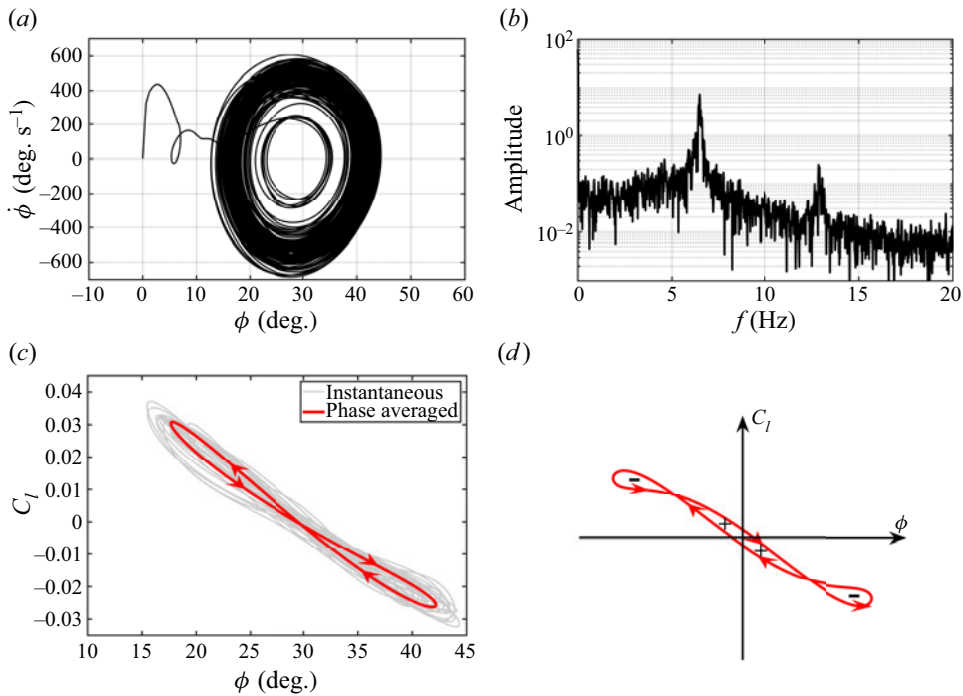 (a)
600
400
200
0
−200
−400
−600
ϕ̇ (deg. s⁻¹)
−10 0 10 20 30 40 50 60
ϕ (deg.)
(b)
10²
10⁰
10⁻²
Amplitude
0 5 10 15 20
f (Hz)
(c)
0.04
0.03
0.02
0.01
0
−0.01
−0.02
−0.03
C_l
Instantaneous
Phase averaged
10 15 20 25 30 35 40 45
ϕ (deg.)
(d)
C_l
ϕ
−
+
+
−